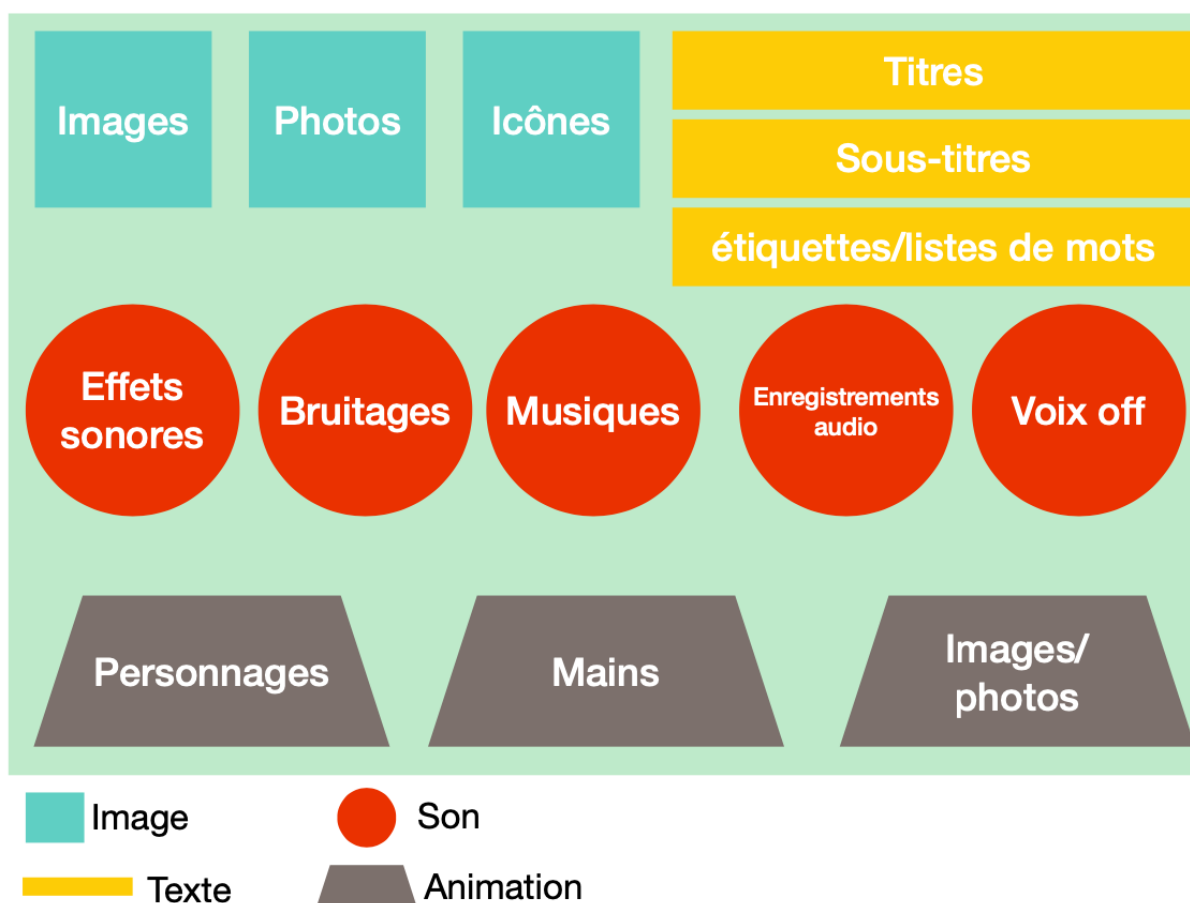 Images
Photos
Icônes
Titres
Sous-titres
étiquettes/listes de mots
Effets
sonores
Bruitages
Musiques
Enregistrements
audio
Voix off
Personnages
Mains
Images/
photos
Image
Son
Texte
Animation